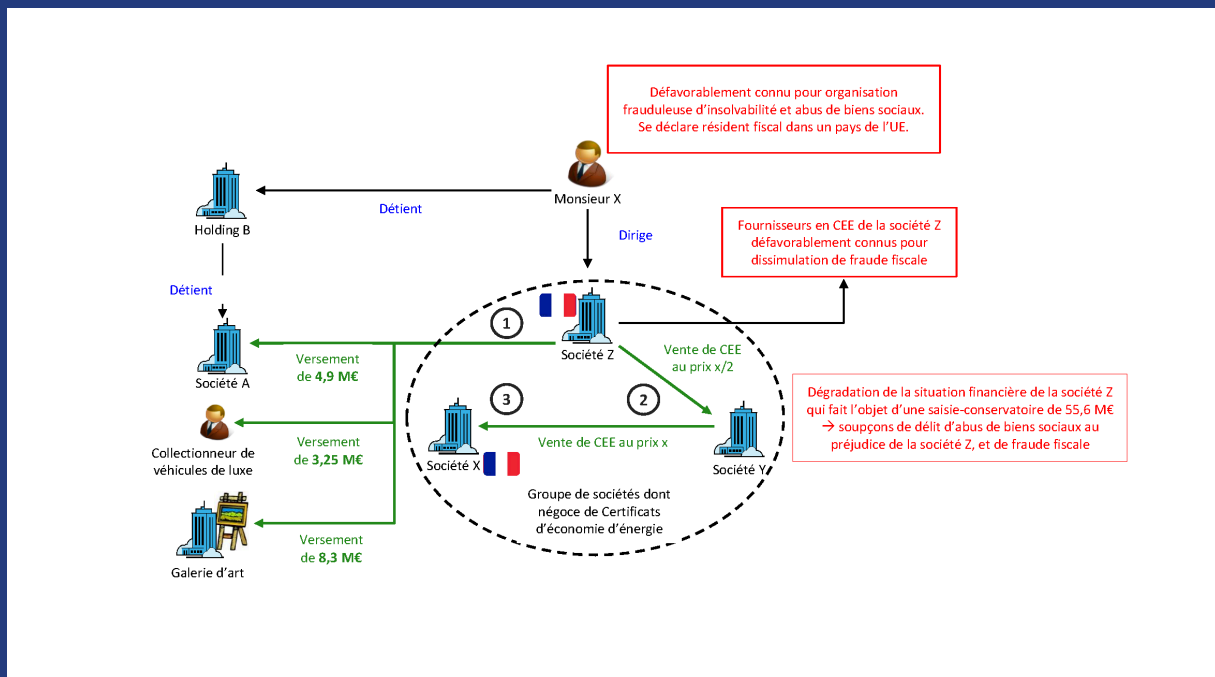 Défavorablement connu pour organisation
frauduleuse d’insolvabilité et abus de biens sociaux.
Se déclare résident fiscal dans un pays de l’UE.
Monsieur X
Détient
Holding B
Dirige
Fournisseurs en CEE de la société Z
défavorablement connus pour
dissimulation de fraude fiscale
Détient
1
Société Z
Vente de CEE
au prix x/2
Versement
de 4,9 M€
Société A
Dégradation de la situation financière de la société Z
qui fait l’objet d’une saisie-conservatoire de 55,6 M€
→ soupçons de délit d’abus de biens sociaux au
préjudice de la société Z, et de fraude fiscale
3
2
Vente de CEE au prix x
Collectionneur de
véhicules de luxe
Versement
de 3,25 M€
Société X
Société Y
Groupe de sociétés dont
négoce de Certificats
d’économie d’énergie
Versement
de 8,3 M€
Galerie d’art